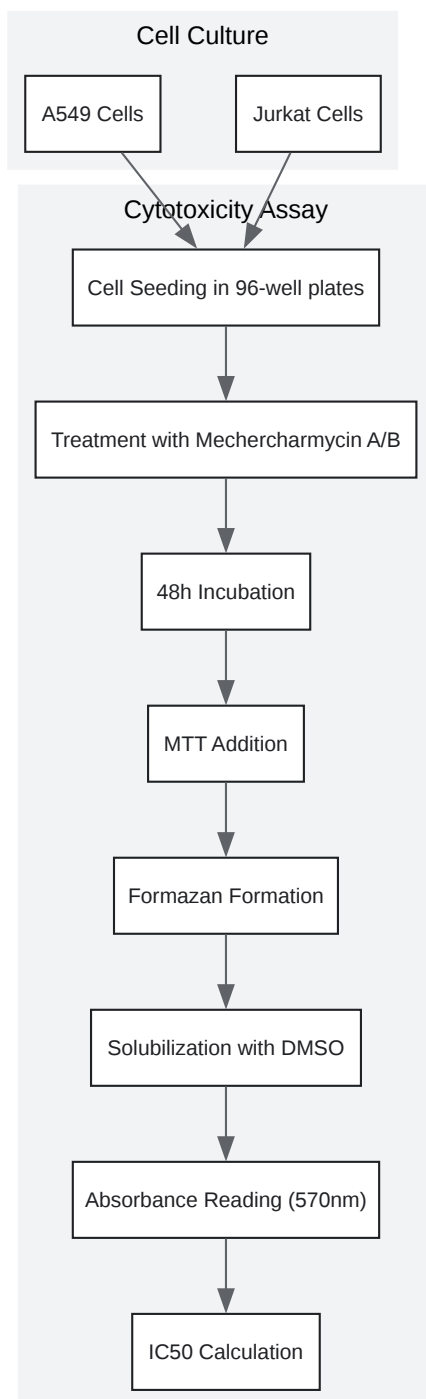 Cell Culture
A549 Cells
Jurkat Cells
Cytotoxicity Assay
Cell Seeding in 96-well plates
Treatment with Mechercharmycin A/B
48h Incubation
MTT Addition
Formazan Formation
Solubilization with DMSO
Absorbance Reading (570nm)
IC50 Calculation